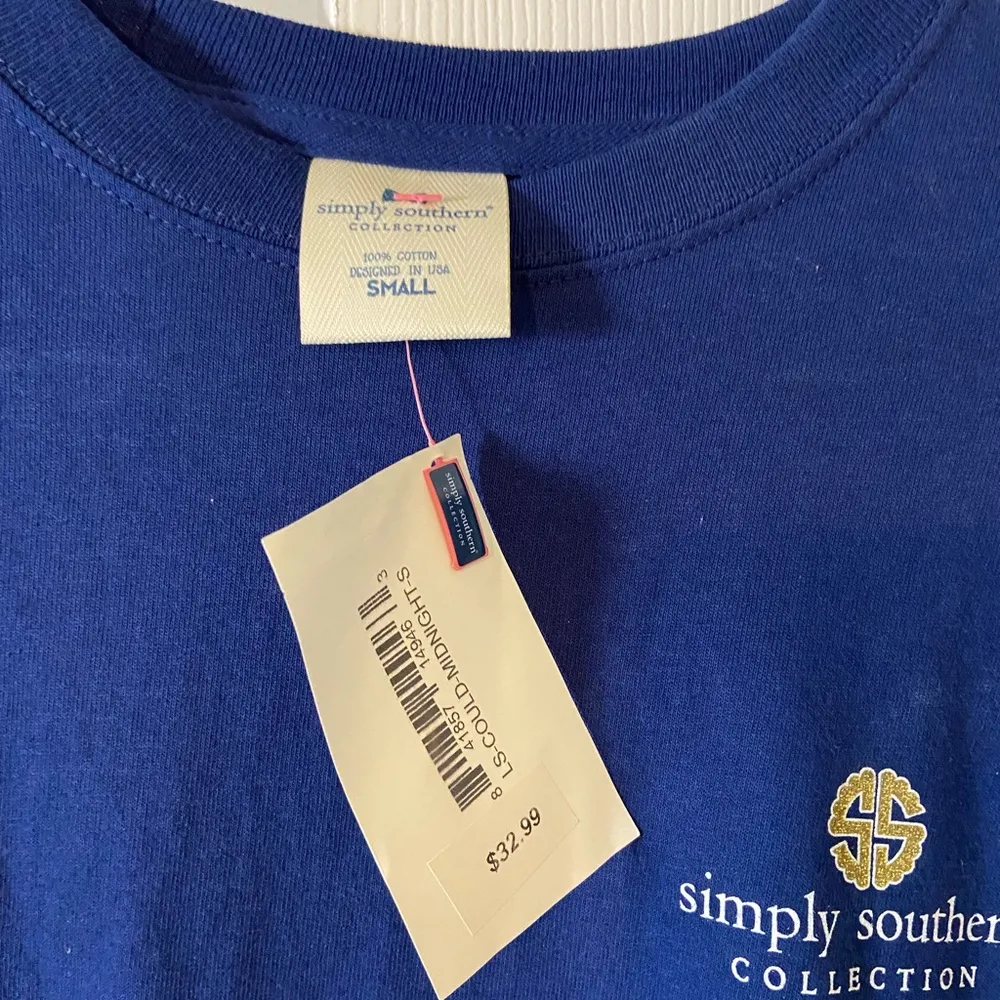 simply southern™
COLLECTION
100% COTTON
DESIGNED IN USA
SMALL
simply southern
COLLECTION
LS-COULD-MIDNIGHT-S
8 41857 14946 3
$32.99
SS
simply southern
COLLECTION